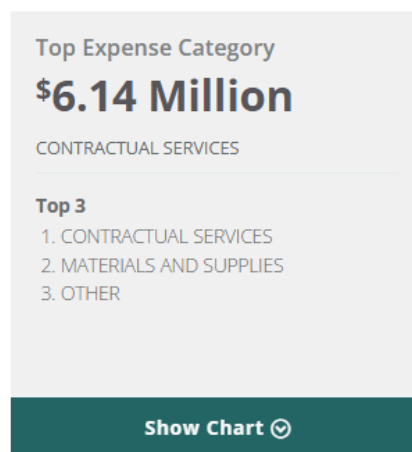 Top Expense Category
$6.14 Million
CONTRACTUAL SERVICES
Top 3
1. CONTRACTUAL SERVICES
2. MATERIALS AND SUPPLIES
3. OTHER
Show Chart